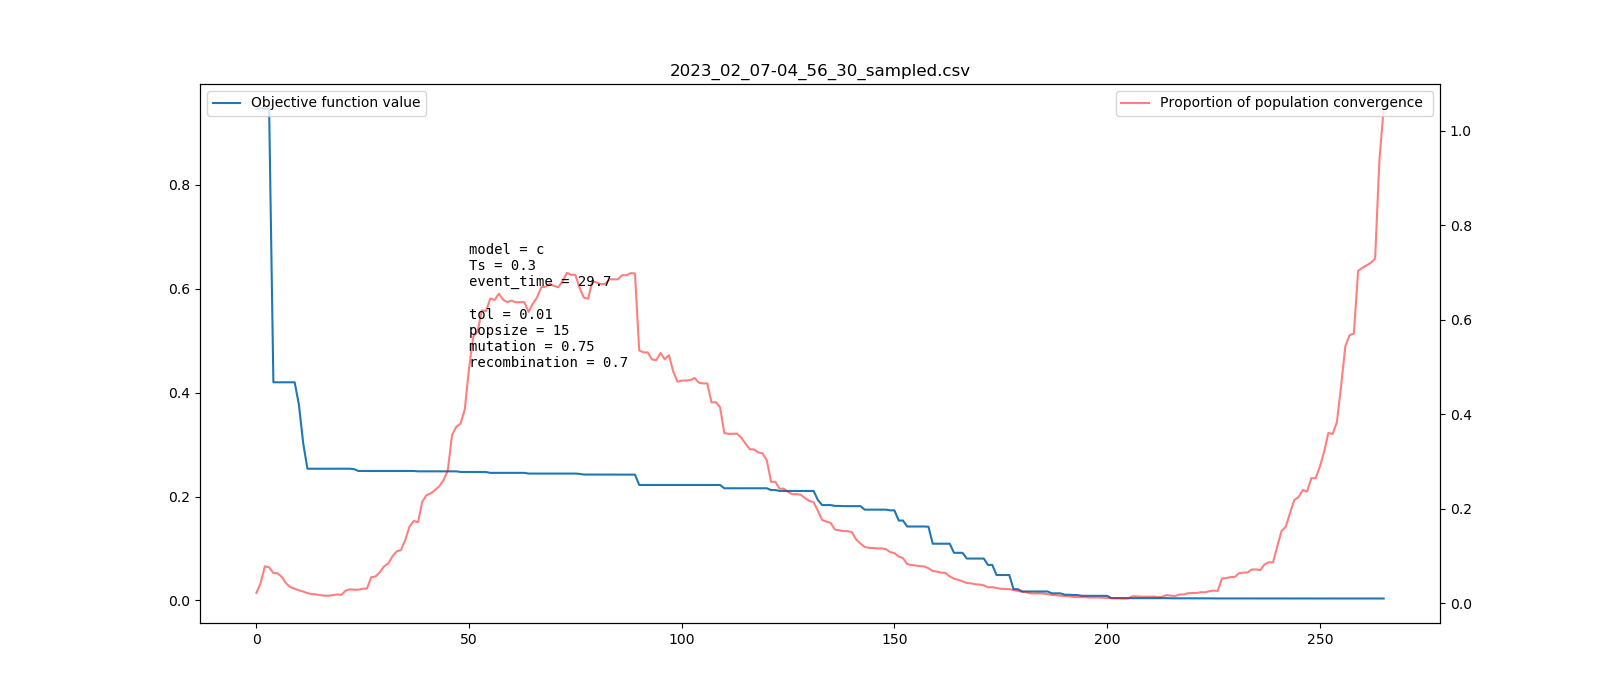 2023_02_07-04_56_30_sampled.csv
Objective function value
Proportion of population convergence
model = c
Ts = 0.3
event_time = 29.7
tol = 0.01
popsize = 15
mutation = 0.75
recombination = 0.7
0.8
0.6
0.4
0.2
0.0
1.0
0.8
0.6
0.4
0.2
0.0
0 50 100 150 200 250